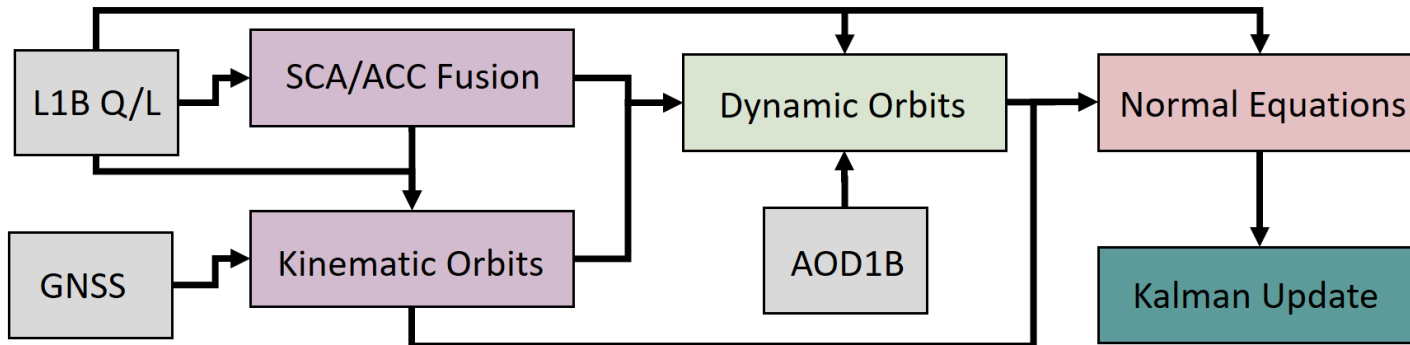 L1B Q/L
SCA/ACC Fusion
Dynamic Orbits
Normal Equations
GNSS
Kinematic Orbits
AOD1B
Kalman Update